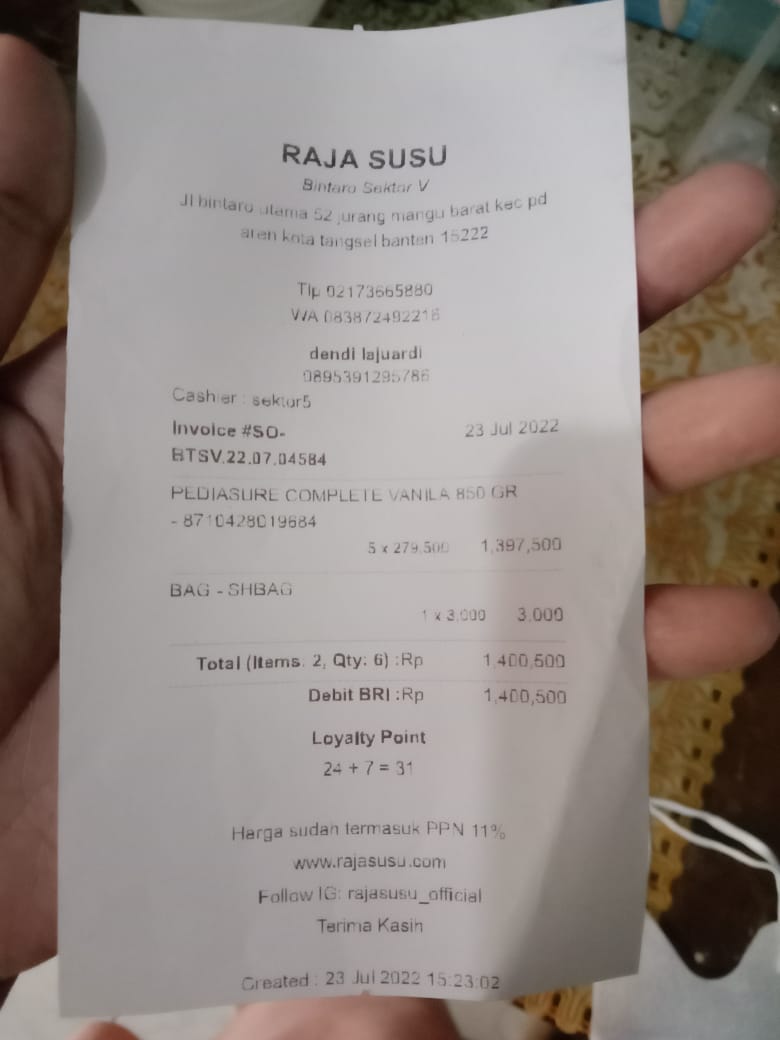 RAJA SUSU
Bintaro Sektor V
Jl bintaro utama 52 jurang mangu barat kec pd
aren kota tangsel banten 15222
Tlp 02173665880
WA 083872492216
dendi lajuardi
0895391295786
Cashier : sektor5
Invoice #SO- 23 Jul 2022
BTSV.22.07.04584
PEDIASURE COMPLETE VANILA 850 GR
- 8710428019684
5 x 279,500 1,397,500
BAG - SHBAG
1 x 3,000 3,000
Total (Items: 2, Qty: 6) :Rp 1,400,500
Debit BRI :Rp 1,400,500
Loyalty Point
24 + 7 = 31
Harga sudah termasuk PPN 11%
www.rajasusu.com
Follow IG: rajasusu_official
Terima Kasih
Created : 23 Jul 2022 15:23:02